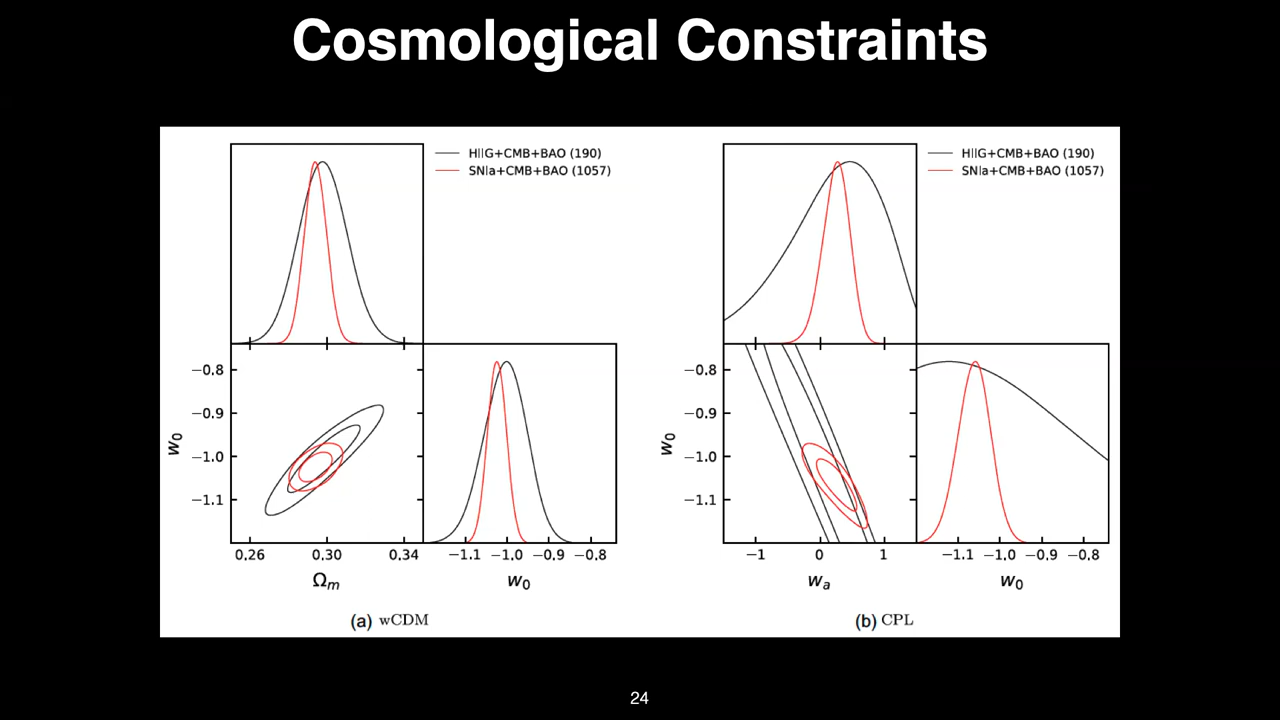 Cosmological Constraints
HIIG+CMB+BAO (190)
SNIa+CMB+BAO (1057)
−0.8
−0.9
−1.0
−1.1
w₀
0.26 0.30 0.34
Ωₘ
−1.1 −1.0 −0.9 −0.8
w₀
(a) wCDM
HIIG+CMB+BAO (190)
SNIa+CMB+BAO (1057)
−0.8
−0.9
−1.0
−1.1
w₀
−1 0 1
wₐ
−1.1 −1.0 −0.9 −0.8
w₀
(b) CPL
24